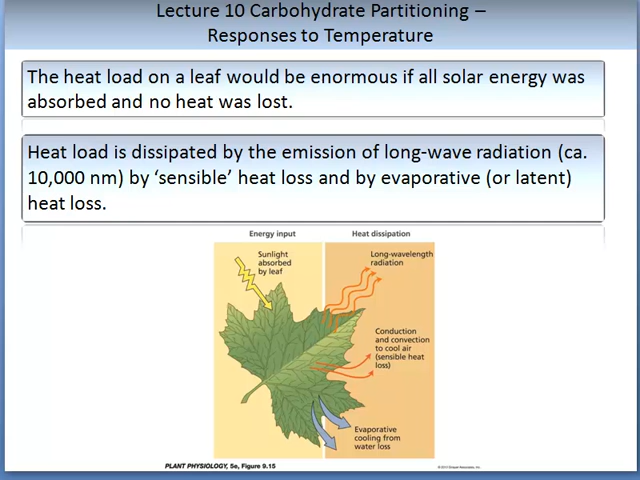 Lecture 10 Carbohydrate Partitioning –
Responses to Temperature
The heat load on a leaf would be enormous if all solar energy was
absorbed and no heat was lost.
Heat load is dissipated by the emission of long-wave radiation (ca.
10,000 nm) by ‘sensible’ heat loss and by evaporative (or latent)
heat loss.
Energy input
Heat dissipation
Sunlight
absorbed
by leaf
Long-wavelength
radiation
Conduction
and convection
to cool air
(sensible heat
loss)
Evaporative
cooling from
water loss
PLANT PHYSIOLOGY, 5e, Figure 9.15